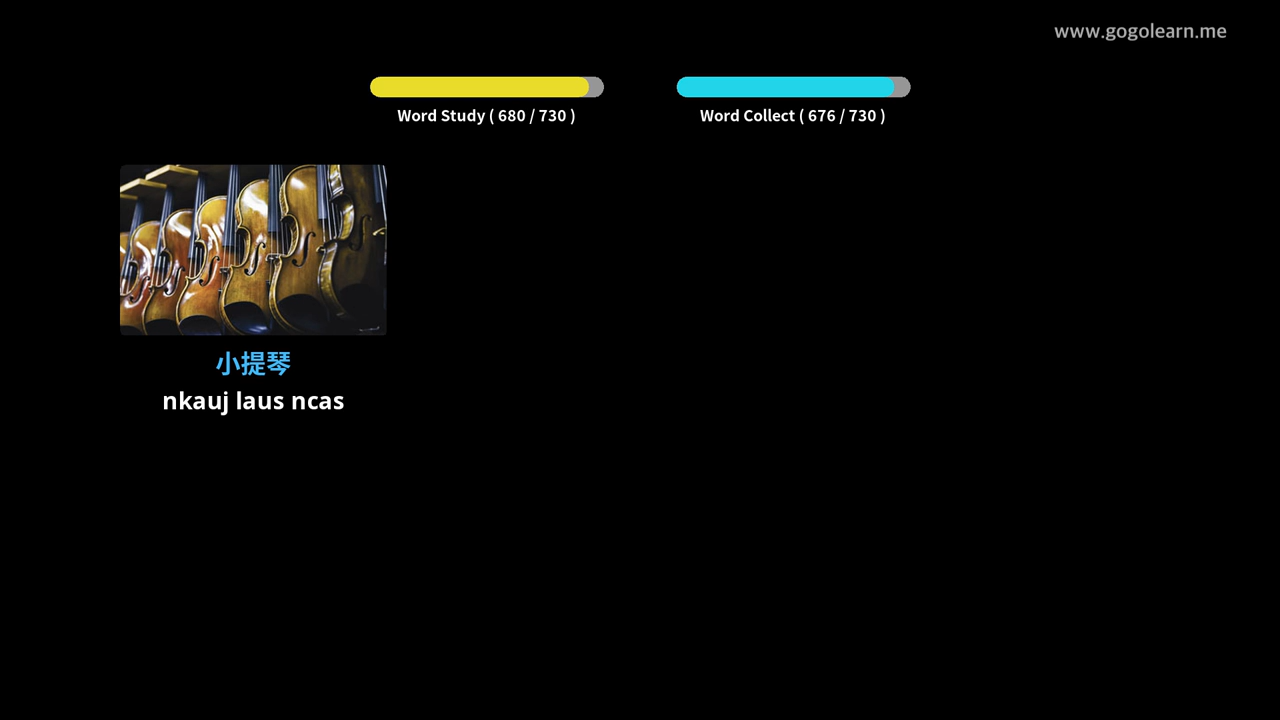 www.gogolearn.me
Word Study ( 680 / 730 )
Word Collect ( 676 / 730 )
小提琴
nkauj laus ncas